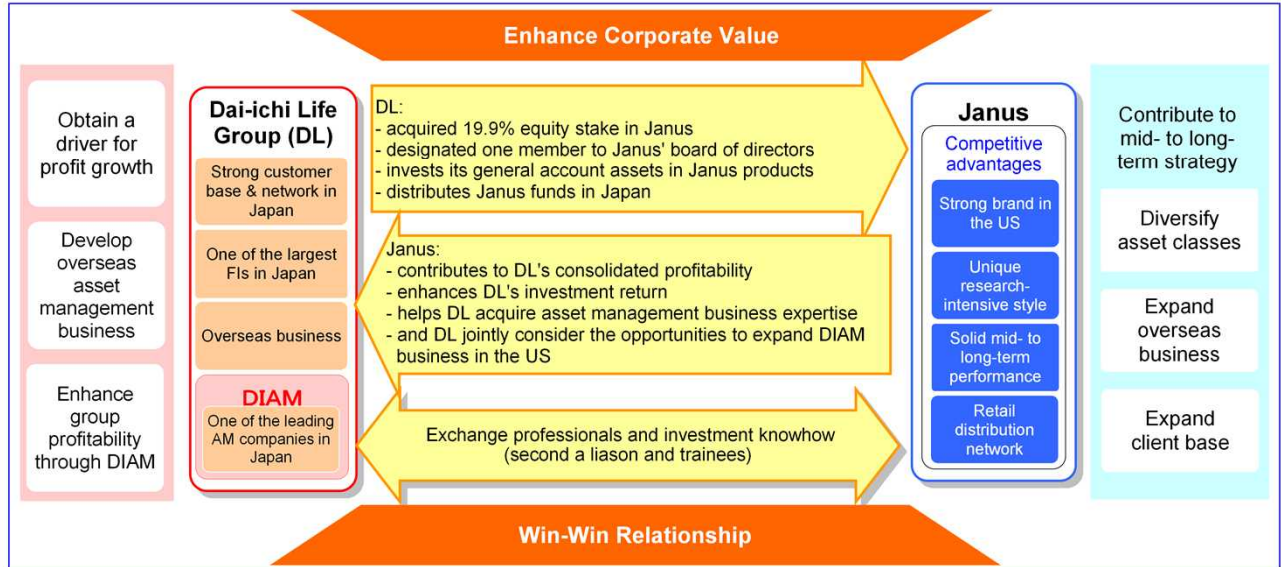 Enhance Corporate Value
Obtain a
driver for
profit growth
Develop
overseas
asset
management
business
Enhance
group
profitability
through DIAM
Dai-ichi Life
Group (DL)
Strong customer
base & network in
Japan
One of the largest
FIs in Japan
Overseas business
DIAM
One of the leading
AM companies in
Japan
DL:
- acquired 19.9% equity stake in Janus
- designated one member to Janus' board of directors
- invests its general account assets in Janus products
- distributes Janus funds in Japan
Janus:
- contributes to DL's consolidated profitability
- enhances DL's investment return
- helps DL acquire asset management business expertise
- and DL jointly consider the opportunities to expand DIAM
business in the US
Exchange professionals and investment knowhow
(second a liason and trainees)
Janus
Competitive
advantages
Strong brand in
the US
Unique
research-
intensive style
Solid mid- to
long-term
performance
Retail
distribution
network
Contribute to
mid- to long-
term strategy
Diversify
asset classes
Expand
overseas
business
Expand
client base
Win-Win Relationship